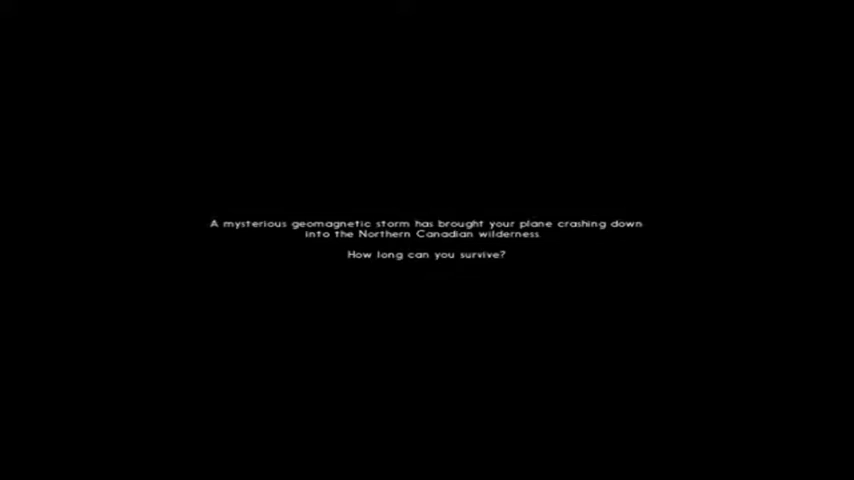 A mysterious geomagnetic storm has brought your plane crashing down
into the Northern Canadian wilderness.
How long can you survive?